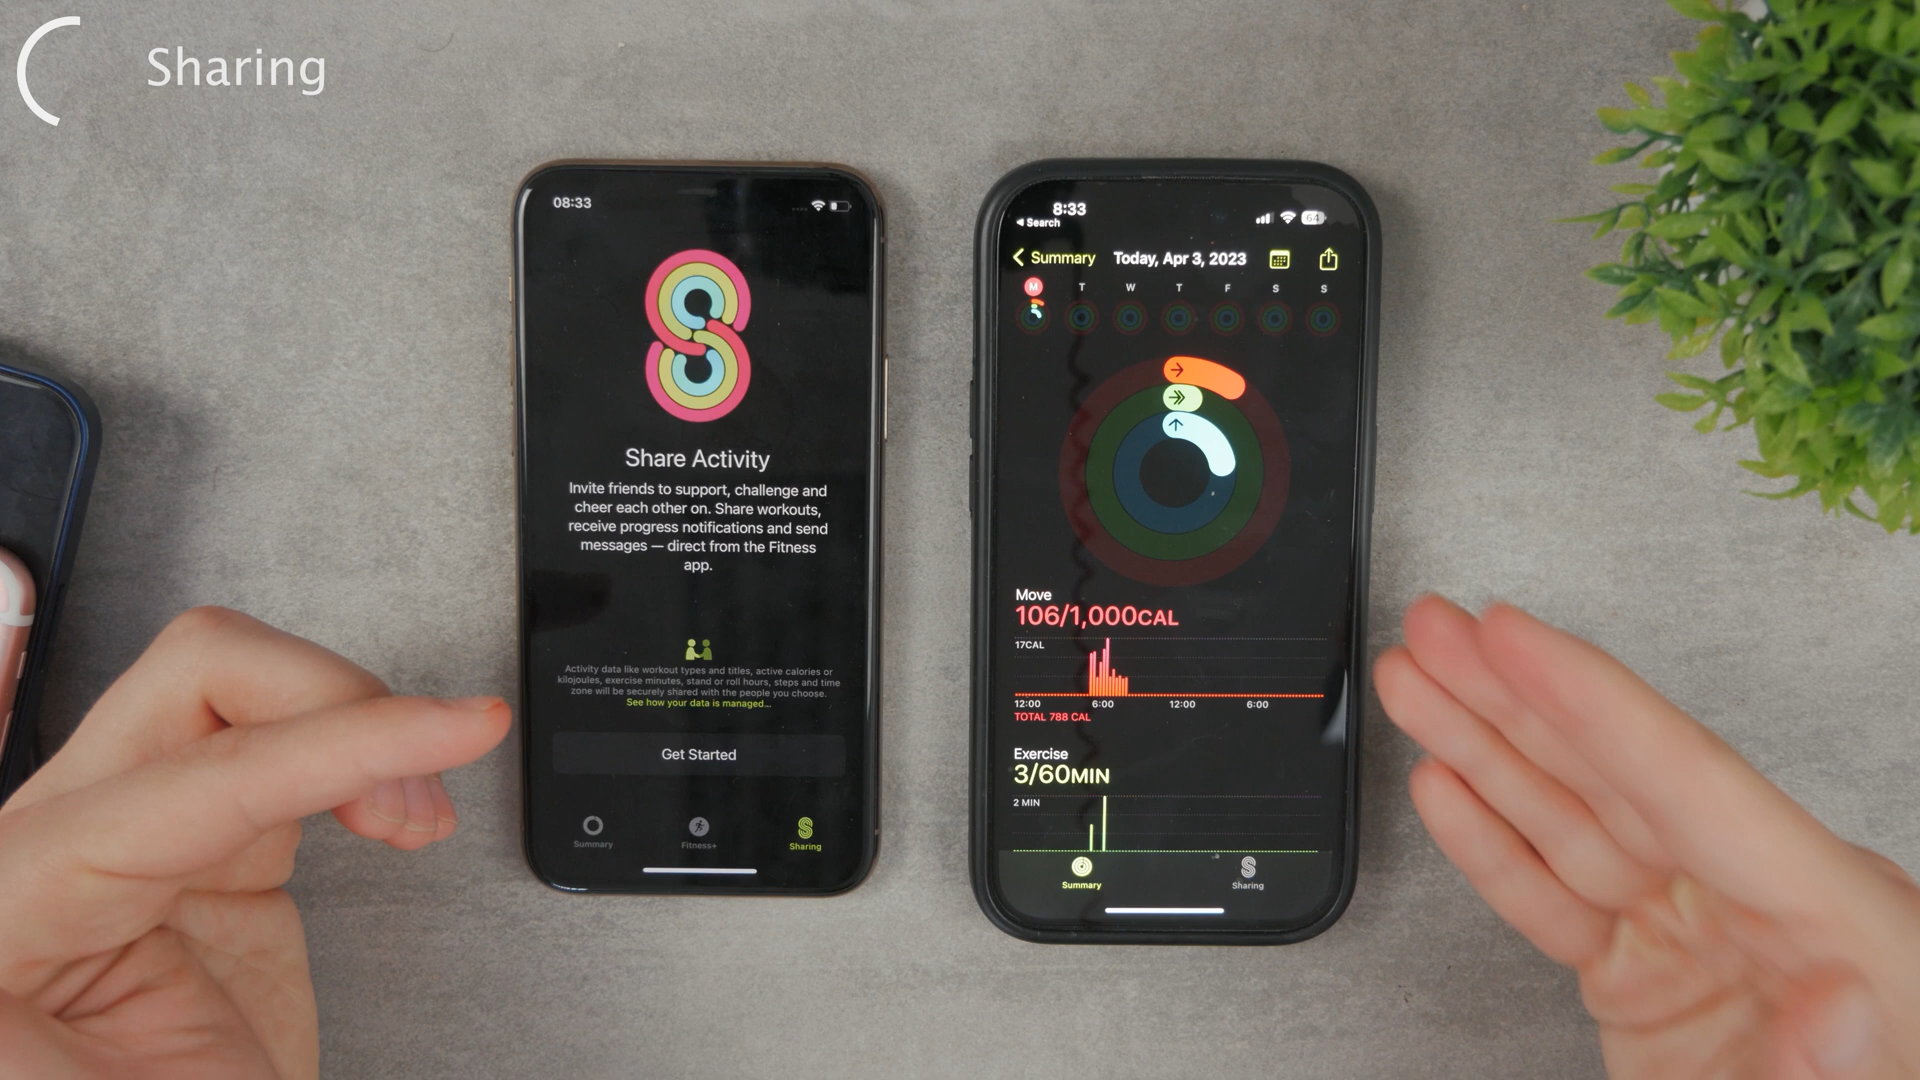 Sharing
08:33
Share Activity
Invite friends to support, challenge and
cheer each other on. Share workouts,
receive progress notifications and send
messages — direct from the Fitness
app.
Activity data like workout types and titles, active calories or
kilojoules, exercise minutes, stand or roll hours, steps and time
zone will be securely shared with the people you choose.
See how your data is managed...
Get Started
Summary
Fitness+
Sharing
8:33
Search
64
Summary
Today, Apr 3, 2023
M T W T F S S
Move
106/1,000CAL
17CAL
12:00 6:00 12:00 6:00
TOTAL 788 CAL
Exercise
3/60MIN
2 MIN
Summary
Sharing